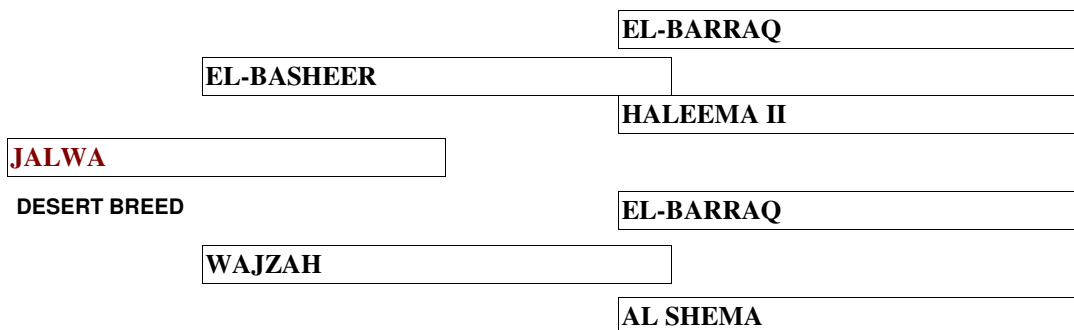 EL-BARRAQ
EL-BASHEER
HALEEMA II
JALWA
DESERT BREED
EL-BARRAQ
WAJZAH
AL SHEMA